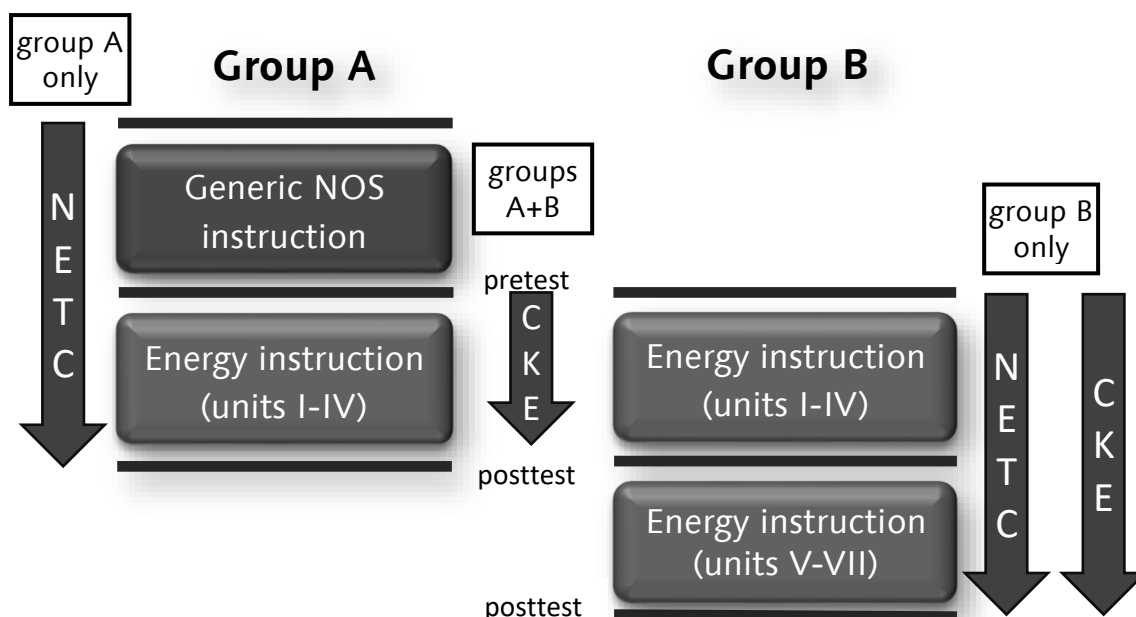 group A
only
Group A
Group B
N
E
T
C
Generic NOS
instruction
groups
A+B
group B
only
pretest
Energy instruction
(units I-IV)
C
K
E
posttest
Energy instruction
(units I-IV)
Energy instruction
(units V-VII)
posttest
N
E
T
C
C
K
E